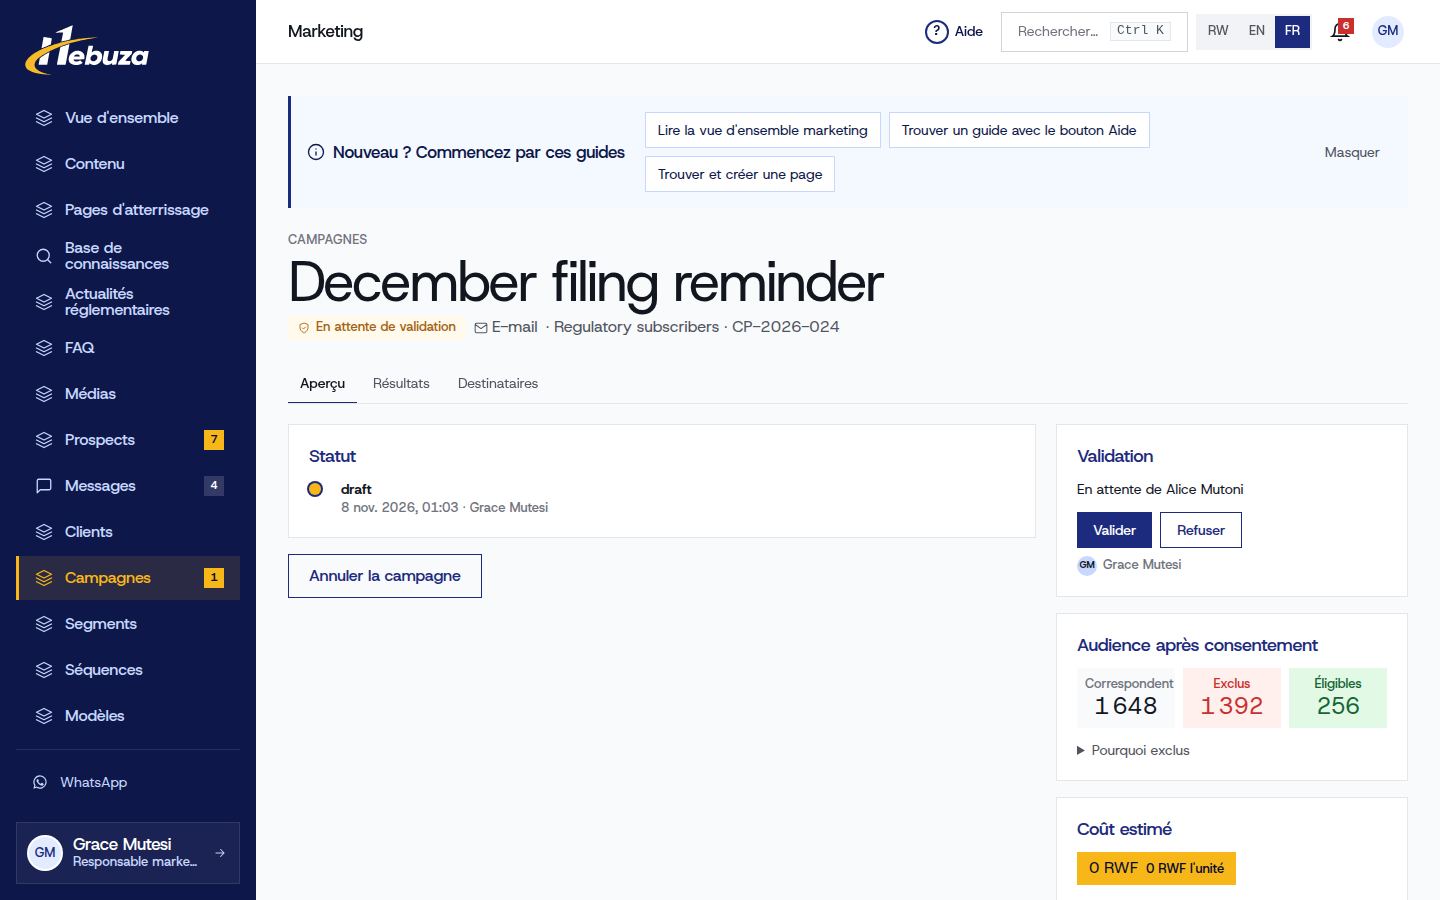 Hebuza
Vue d'ensemble
Contenu
Pages d'atterrissage
Base de
connaissances
Actualités
réglementaires
FAQ
Médias
Prospects 7
Messages 4
Clients
Campagnes 1
Segments
Séquences
Modèles
WhatsApp
GM Grace Mutesi
Responsable marke...
Marketing
? Aide
Rechercher... Ctrl K
RW EN FR
6
GM
Nouveau ? Commencez par ces guides
Lire la vue d'ensemble marketing
Trouver un guide avec le bouton Aide
Trouver et créer une page
Masquer
CAMPAGNES
December filing reminder
En attente de validation E-mail · Regulatory subscribers · CP-2026-024
Aperçu Résultats Destinataires
Statut
draft
8 nov. 2026, 01:03 · Grace Mutesi
Annuler la campagne
Validation
En attente de Alice Mutoni
Valider Refuser
GM Grace Mutesi
Audience après consentement
Correspondent Exclus Éligibles
1 648 1 392 256
Pourquoi exclus
Coût estimé
0 RWF 0 RWF l'unité